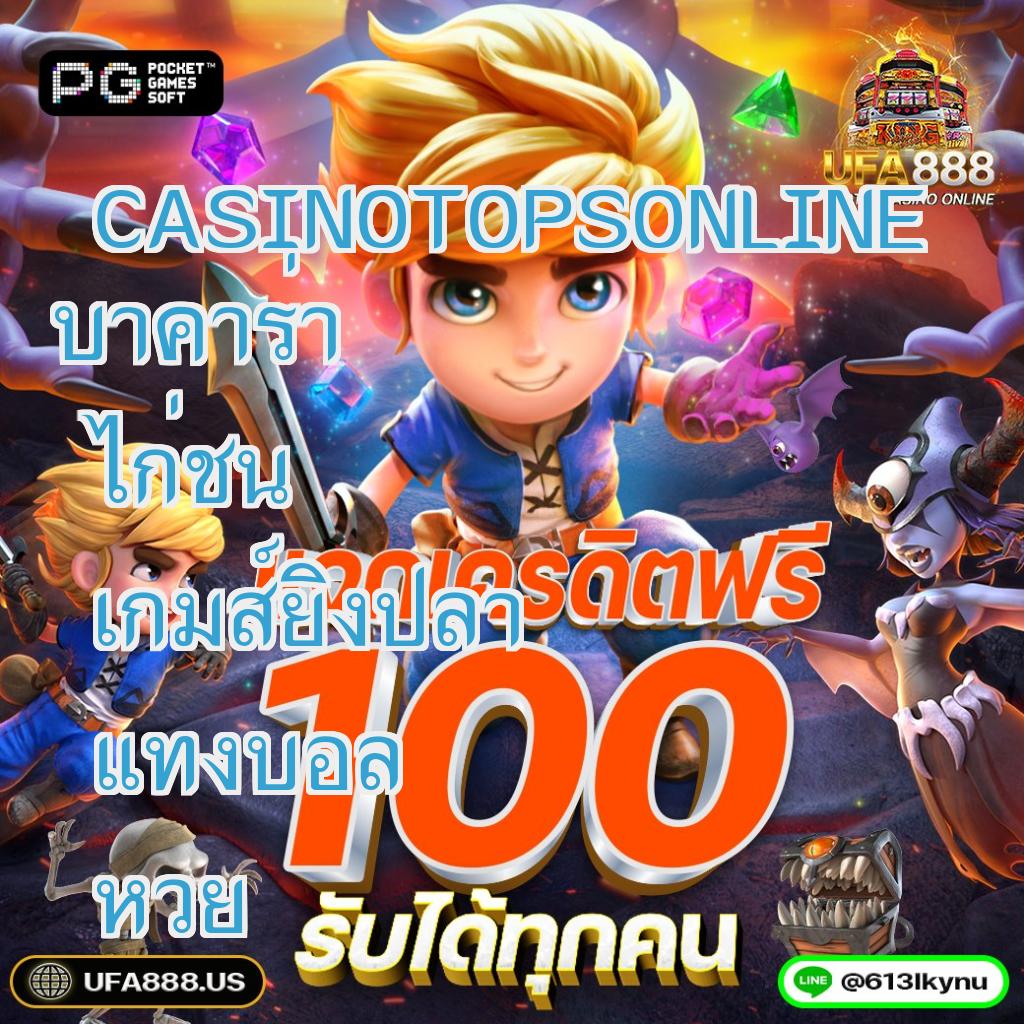 PG POCKET GAMES SOFT™
UFA888
ONLINE
CASINOTOPSONLINE
บาคาร่า
ไก่ชน
เครดิตฟรี
เกมส์ยิงปลา
100
แทงบอล
หวย
รับได้ทุกคน
UFA888.US
LINE @613lkynu